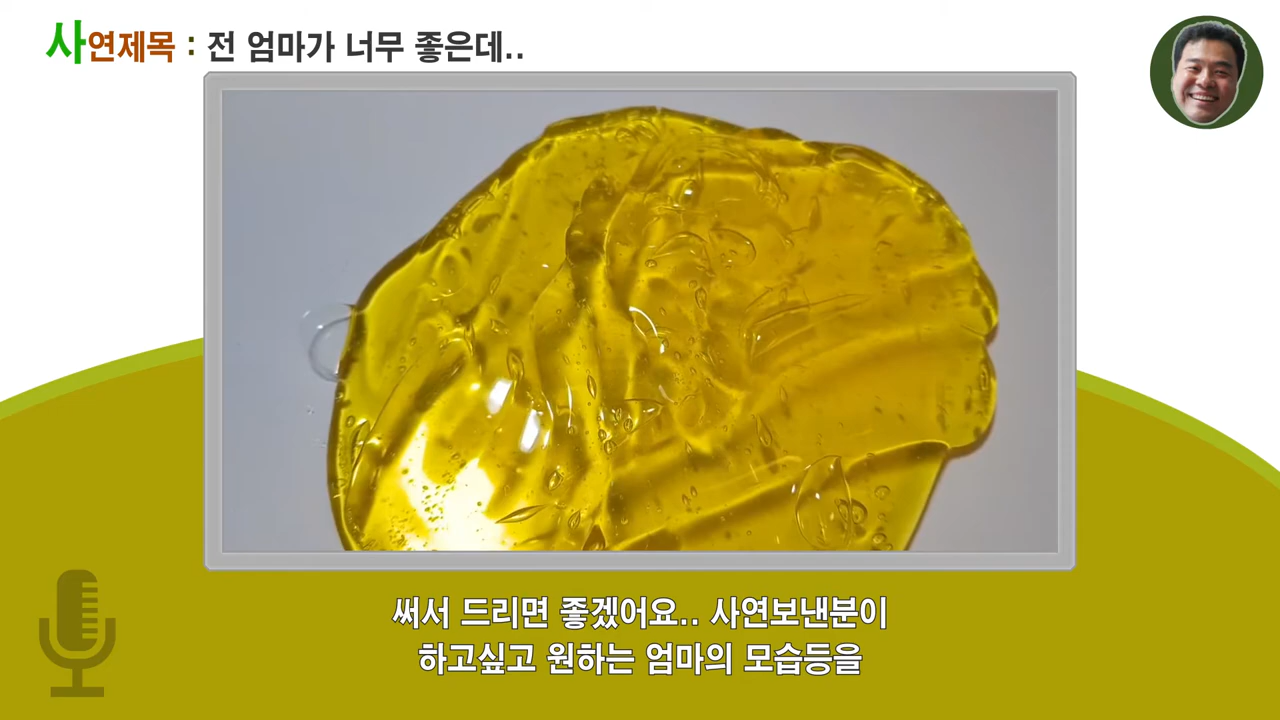 사연제목 : 전 엄마가 너무 좋은데..
써서 드리면 좋겠어요.. 사연보낸분이
하고싶고 원하는 엄마의 모습등을